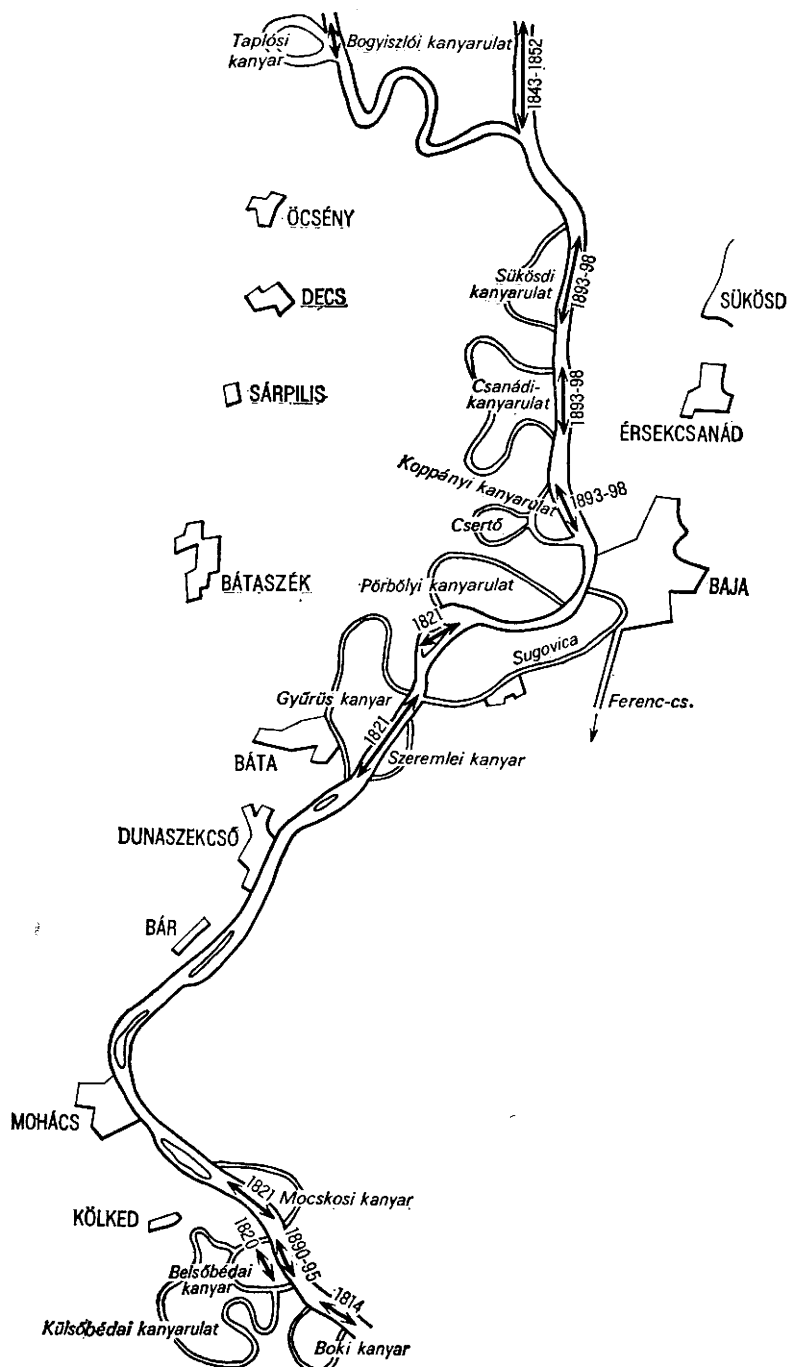 Taplósi
kanyar
Bogyiszlói kanyarulat
1843-1852
ÖCSÉNY
DECS
SÁRPILIS
Sükösdi
kanyarulat
1893-98
SÜKÖSD
Csanádi-
kanyarulat
1893-98
ÉRSEKCSANÁD
Koppányi kanyarulat
1893-98
Csertő
BÁTASZÉK
BAJA
Pörbölyi kanyarulat
1821
Sugovica
Ferenc-cs.
Gyűrűs kanyar
1821
Szeremlei kanyar
BÁTA
DUNASZEKCSŐ
BÁR
MOHÁCS
1821
Mocskosi kanyar
KÖLKED
1820
1890-95
Belsőbédai
kanyar
1814
Külsőbédai kanyarulat
Boki kanyar